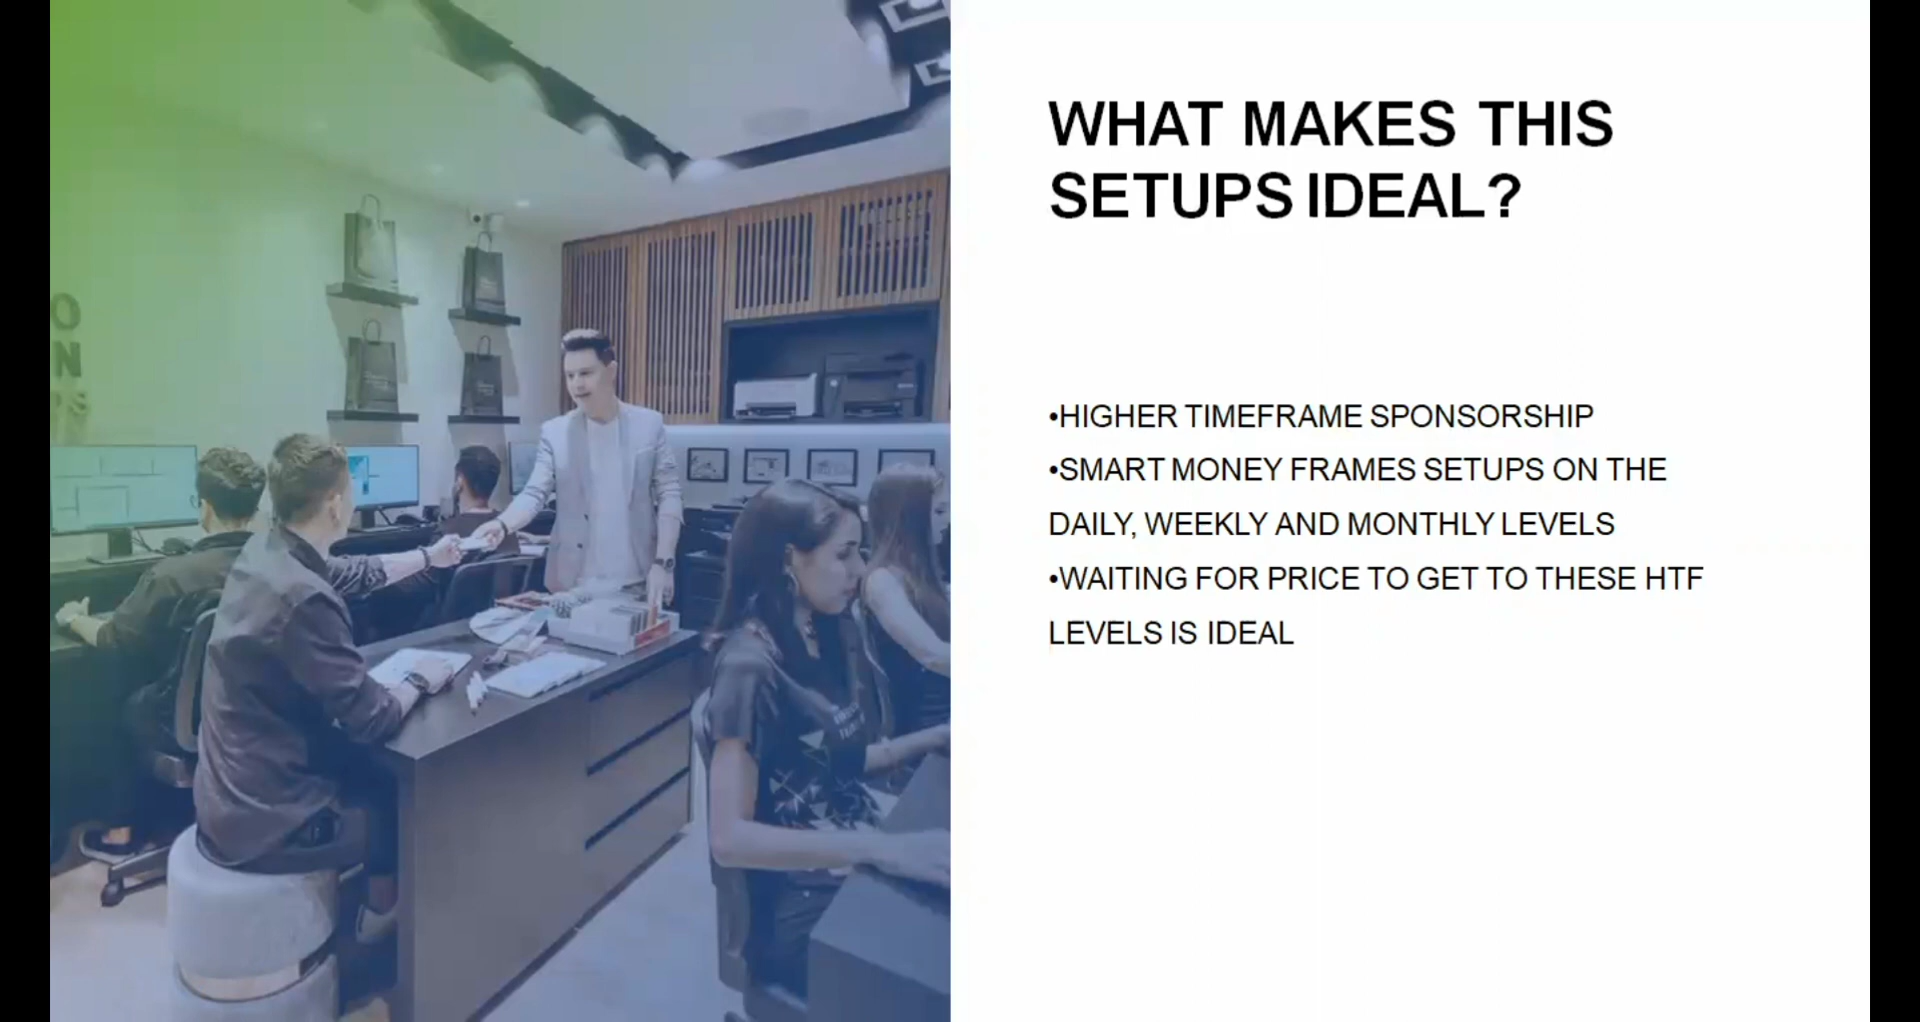 WHAT MAKES THIS
SETUPS IDEAL?
•HIGHER TIMEFRAME SPONSORSHIP
•SMART MONEY FRAMES SETUPS ON THE
DAILY, WEEKLY AND MONTHLY LEVELS
•WAITING FOR PRICE TO GET TO THESE HTF
LEVELS IS IDEAL
O
N